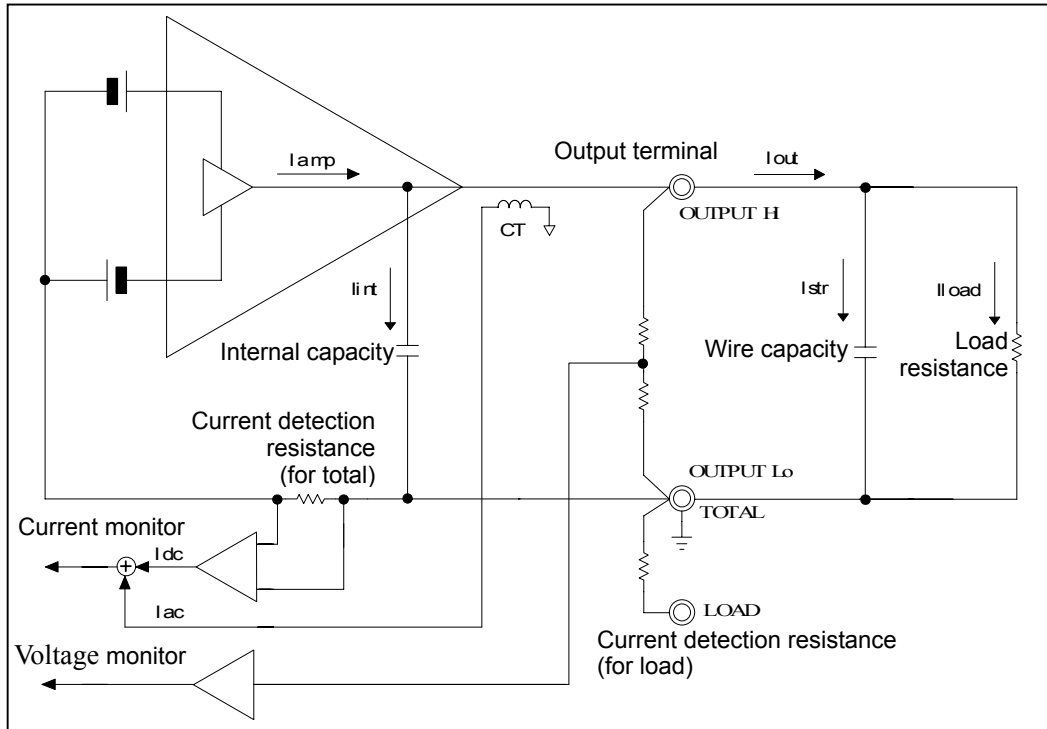 Iamp
Output terminal
Iout
OUTPUT H
CT
Iint
Internal capacity
Istr
Iload
Wire capacity
Load
resistance
Current detection
resistance
(for total)
OUTPUT Lo
TOTAL
Current monitor
Idc
Iac
LOAD
Current detection resistance
(for load)
Voltage monitor